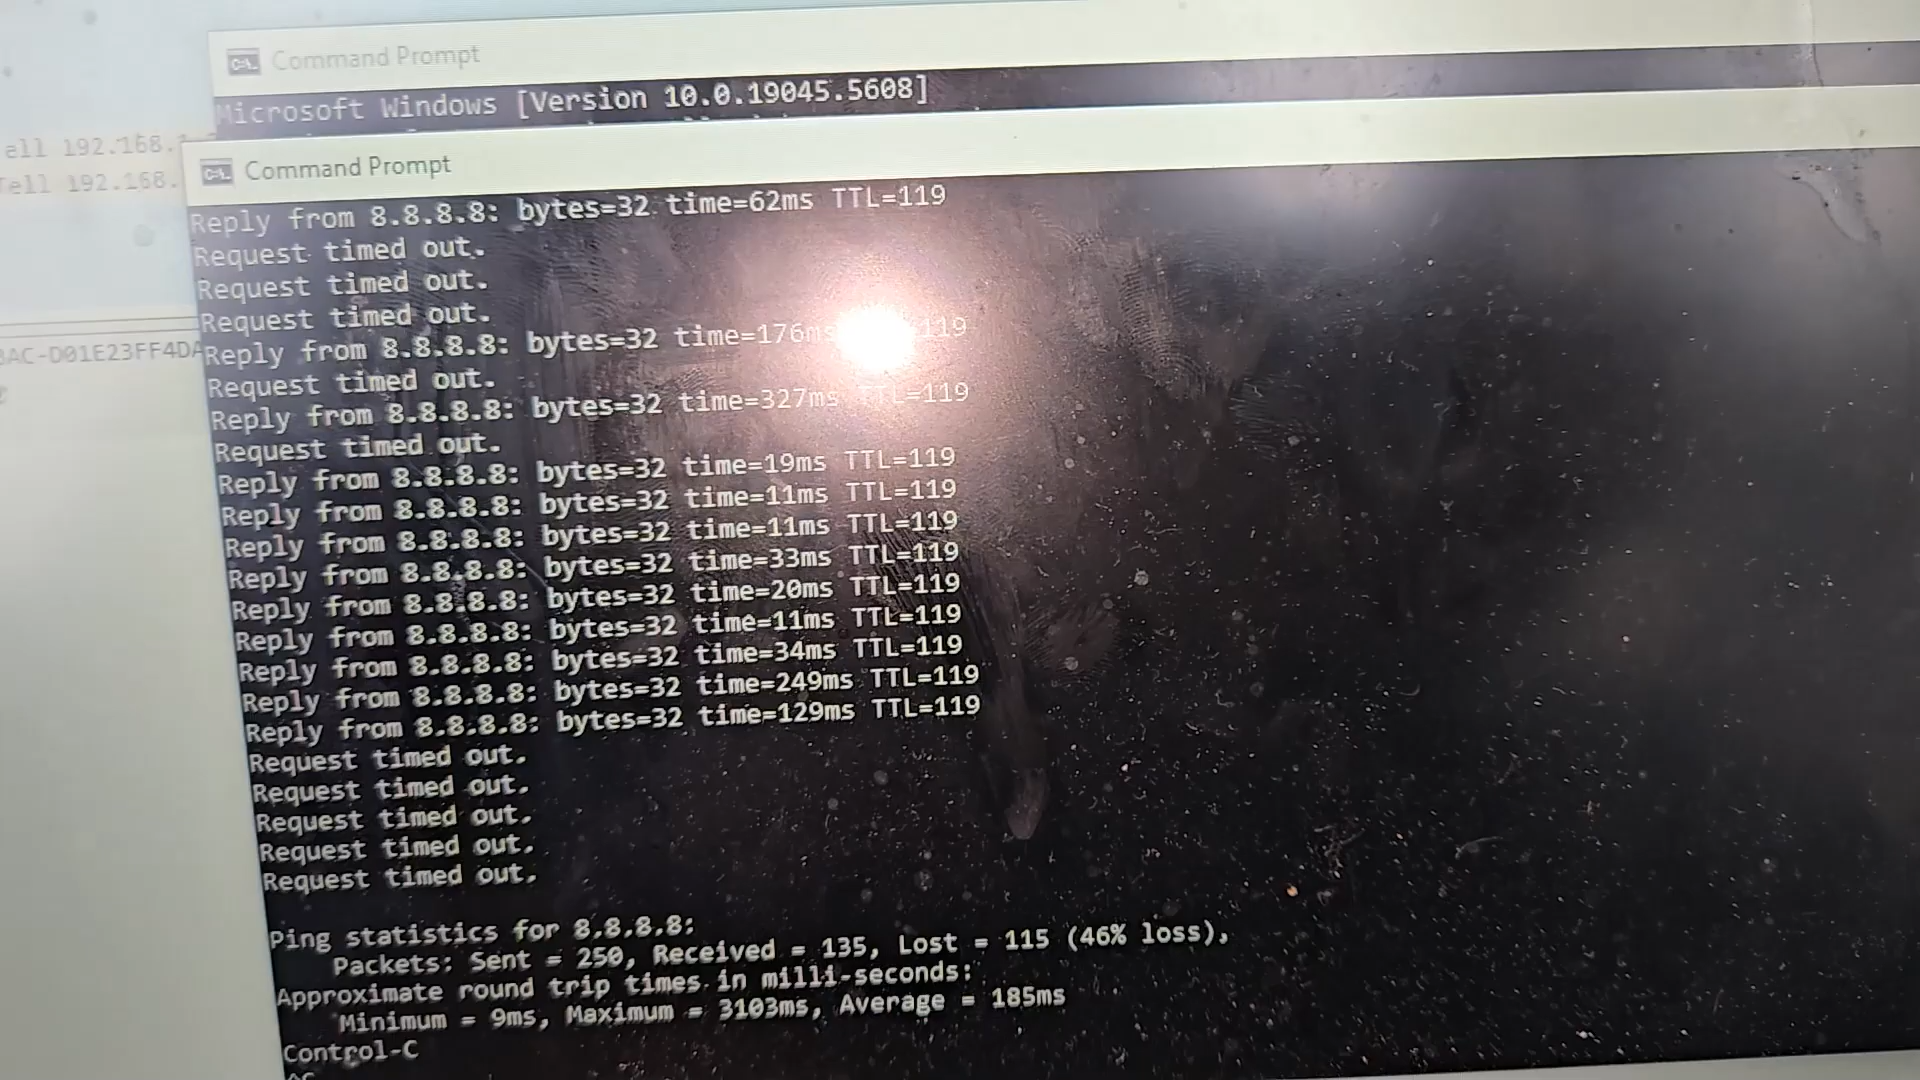 Command Prompt
Microsoft Windows [Version 10.0.19045.5608]
ell 192.168.
Tell 192.168.
Command Prompt
Reply from 8.8.8.8: bytes=32 time=62ms TTL=119
Request timed out.
Request timed out.
Request timed out.
AC-D01E23FF4DA
Reply from 8.8.8.8: bytes=32 time=176ms 119
Request timed out.
Reply from 8.8.8.8: bytes=32 time=327ms TTL=119
Request timed out.
Reply from 8.8.8.8: bytes=32 time=19ms TTL=119
Reply from 8.8.8.8: bytes=32 time=11ms TTL=119
Reply from 8.8.8.8: bytes=32 time=11ms TTL=119
Reply from 8.8.8.8: bytes=32 time=33ms TTL=119
Reply from 8.8.8.8: bytes=32 time=20ms TTL=119
Reply from 8.8.8.8: bytes=32 time=11ms TTL=119
Reply from 8.8.8.8: bytes=32 time=34ms TTL=119
Reply from 8.8.8.8: bytes=32 time=249ms TTL=119
Reply from 8.8.8.8: bytes=32 time=129ms TTL=119
Request timed out.
Request timed out.
Request timed out.
Request timed out.
Request timed out.
Ping statistics for 8.8.8.8:
Packets: Sent = 250, Received = 135, Lost = 115 (46% loss),
Approximate round trip times in milli-seconds:
Minimum = 9ms, Maximum = 3103ms, Average = 185ms
Control-C